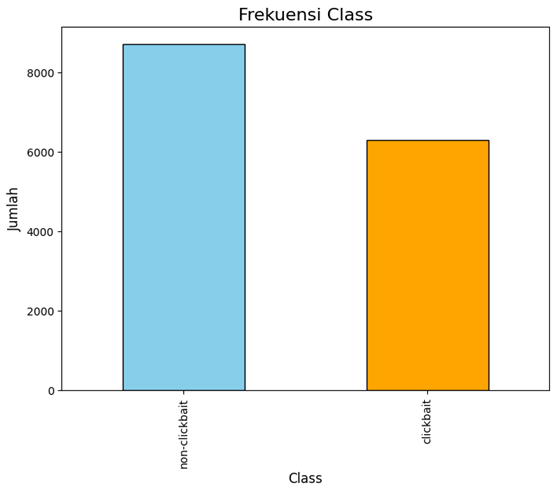 Frekuensi Class
Jumlah
8000
6000
4000
2000
0
non-clickbait
clickbait
Class